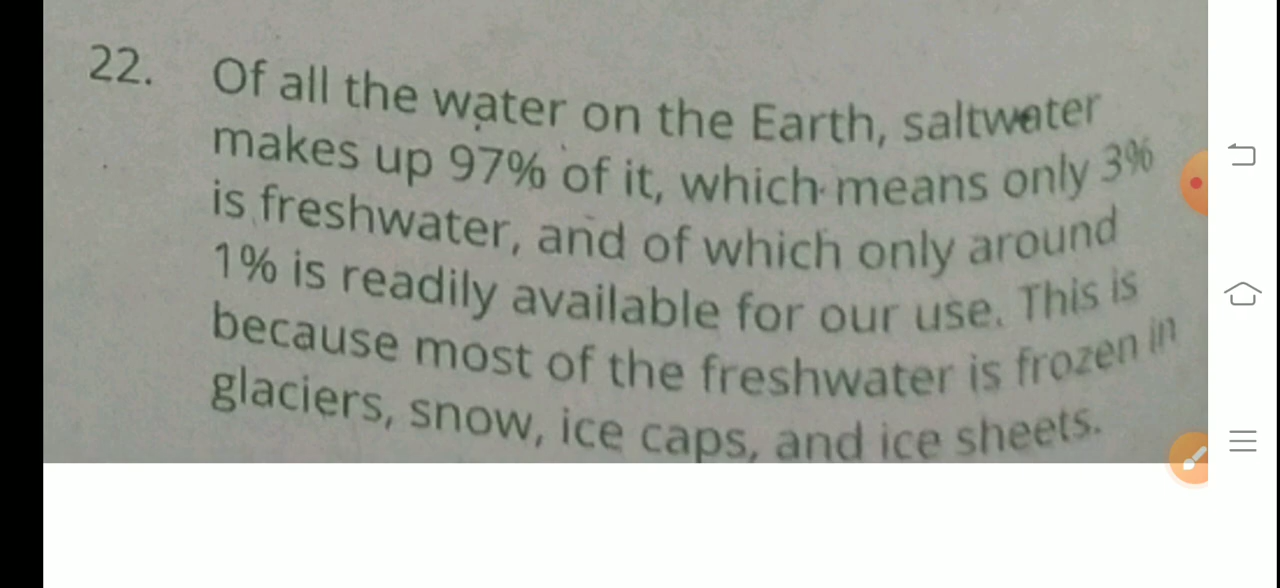 22. Of all the water on the Earth, saltwater
makes up 97% of it, which means only 3%
is freshwater, and of which only around
1% is readily available for our use. This is
because most of the freshwater is frozen in
glaciers, snow, ice caps, and ice sheets.